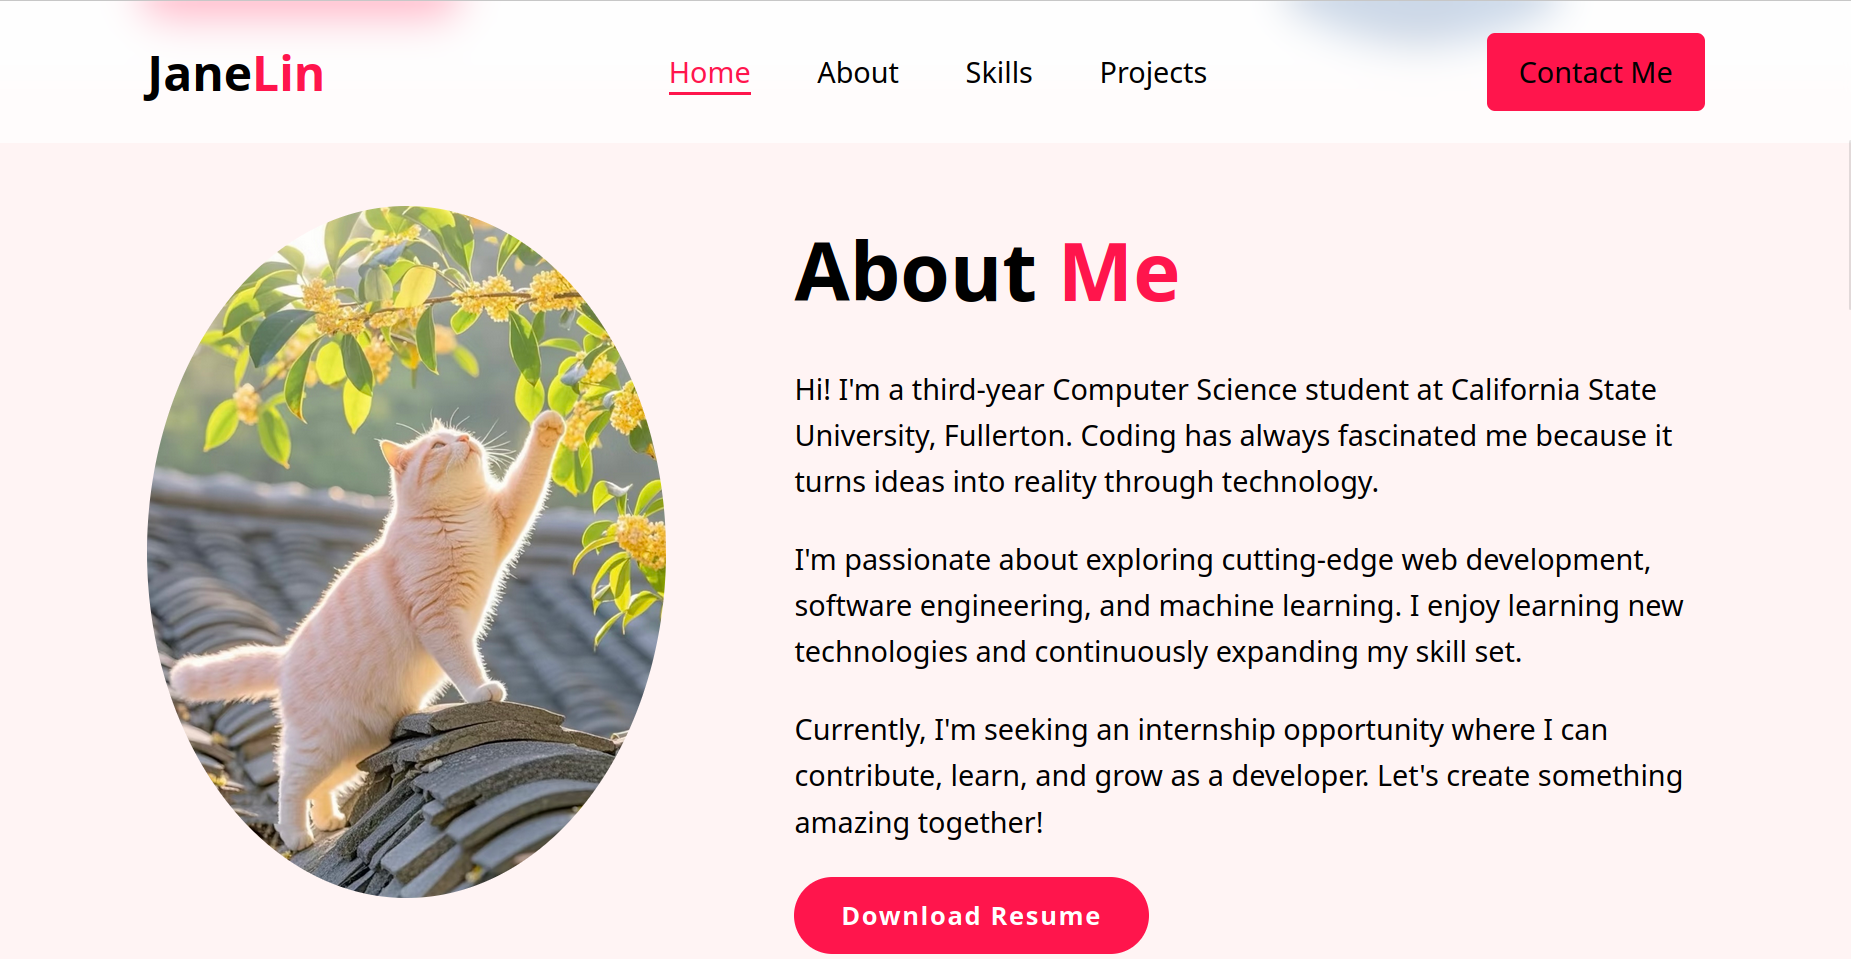 JaneLin
Home
About
Skills
Projects
Contact Me
About Me
Hi! I'm a third-year Computer Science student at California State
University, Fullerton. Coding has always fascinated me because it
turns ideas into reality through technology.
I'm passionate about exploring cutting-edge web development,
software engineering, and machine learning. I enjoy learning new
technologies and continuously expanding my skill set.
Currently, I'm seeking an internship opportunity where I can
contribute, learn, and grow as a developer. Let's create something
amazing together!
Download Resume